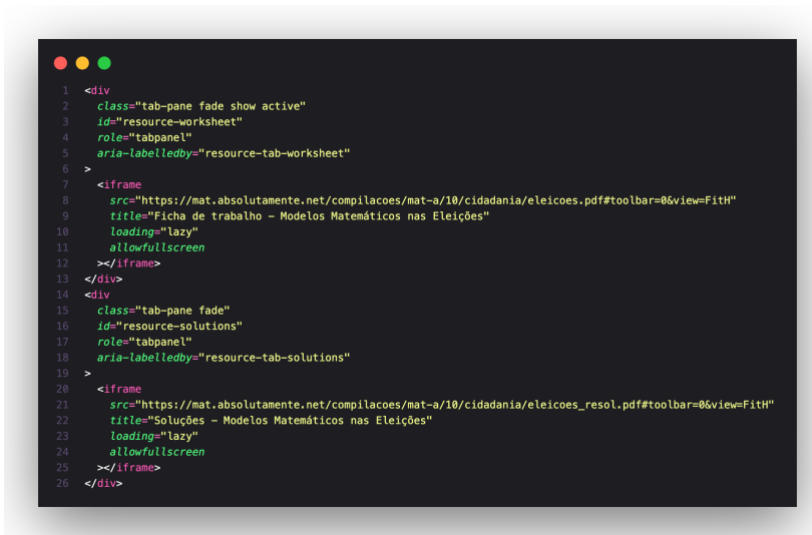 1 <div
2 class="tab-pane fade show active"
3 id="resource-worksheet"
4 role="tabpanel"
5 aria-labelledby="resource-tab-worksheet"
6 >
7 <iframe
8 src="https://mat.absolutamente.net/compilacoes/mat-a/10/cidadania/eleicoes.pdf#toolbar=0&view=FitH"
9 title="Ficha de trabalho – Modelos Matemáticos nas Eleições"
10 loading="lazy"
11 allowfullscreen
12 ></iframe>
13 </div>
14 <div
15 class="tab-pane fade"
16 id="resource-solutions"
17 role="tabpanel"
18 aria-labelledby="resource-tab-solutions"
19 >
20 <iframe
21 src="https://mat.absolutamente.net/compilacoes/mat-a/10/cidadania/eleicoes_resol.pdf#toolbar=0&view=FitH"
22 title="Soluções – Modelos Matemáticos nas Eleições"
23 loading="lazy"
24 allowfullscreen
25 ></iframe>
26 </div>